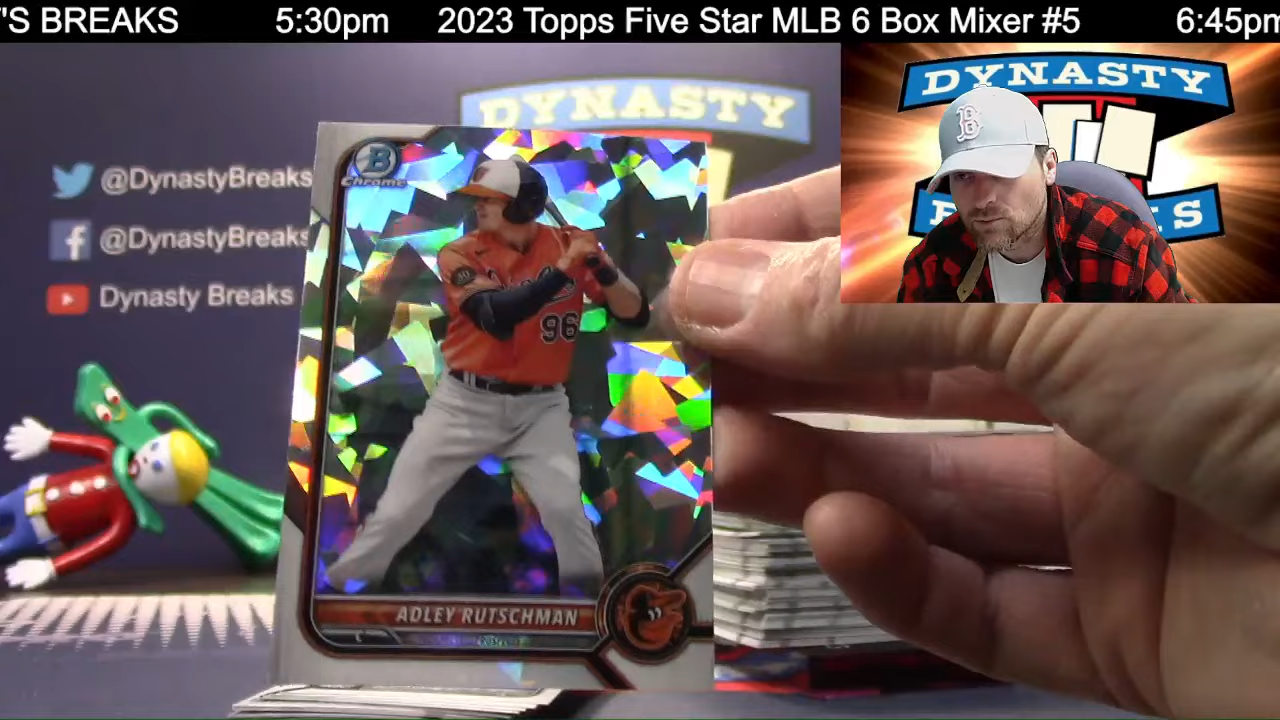 'S BREAKS 5:30pm 2023 Topps Five Star MLB 6 Box Mixer #5 6:45pm
DYNASTY
DYNASTY
@DynastyBreaks
@DynastyBreaks
Dynasty Breaks
B
Chrome
B
96
ADLEY RUTSCHMAN
C